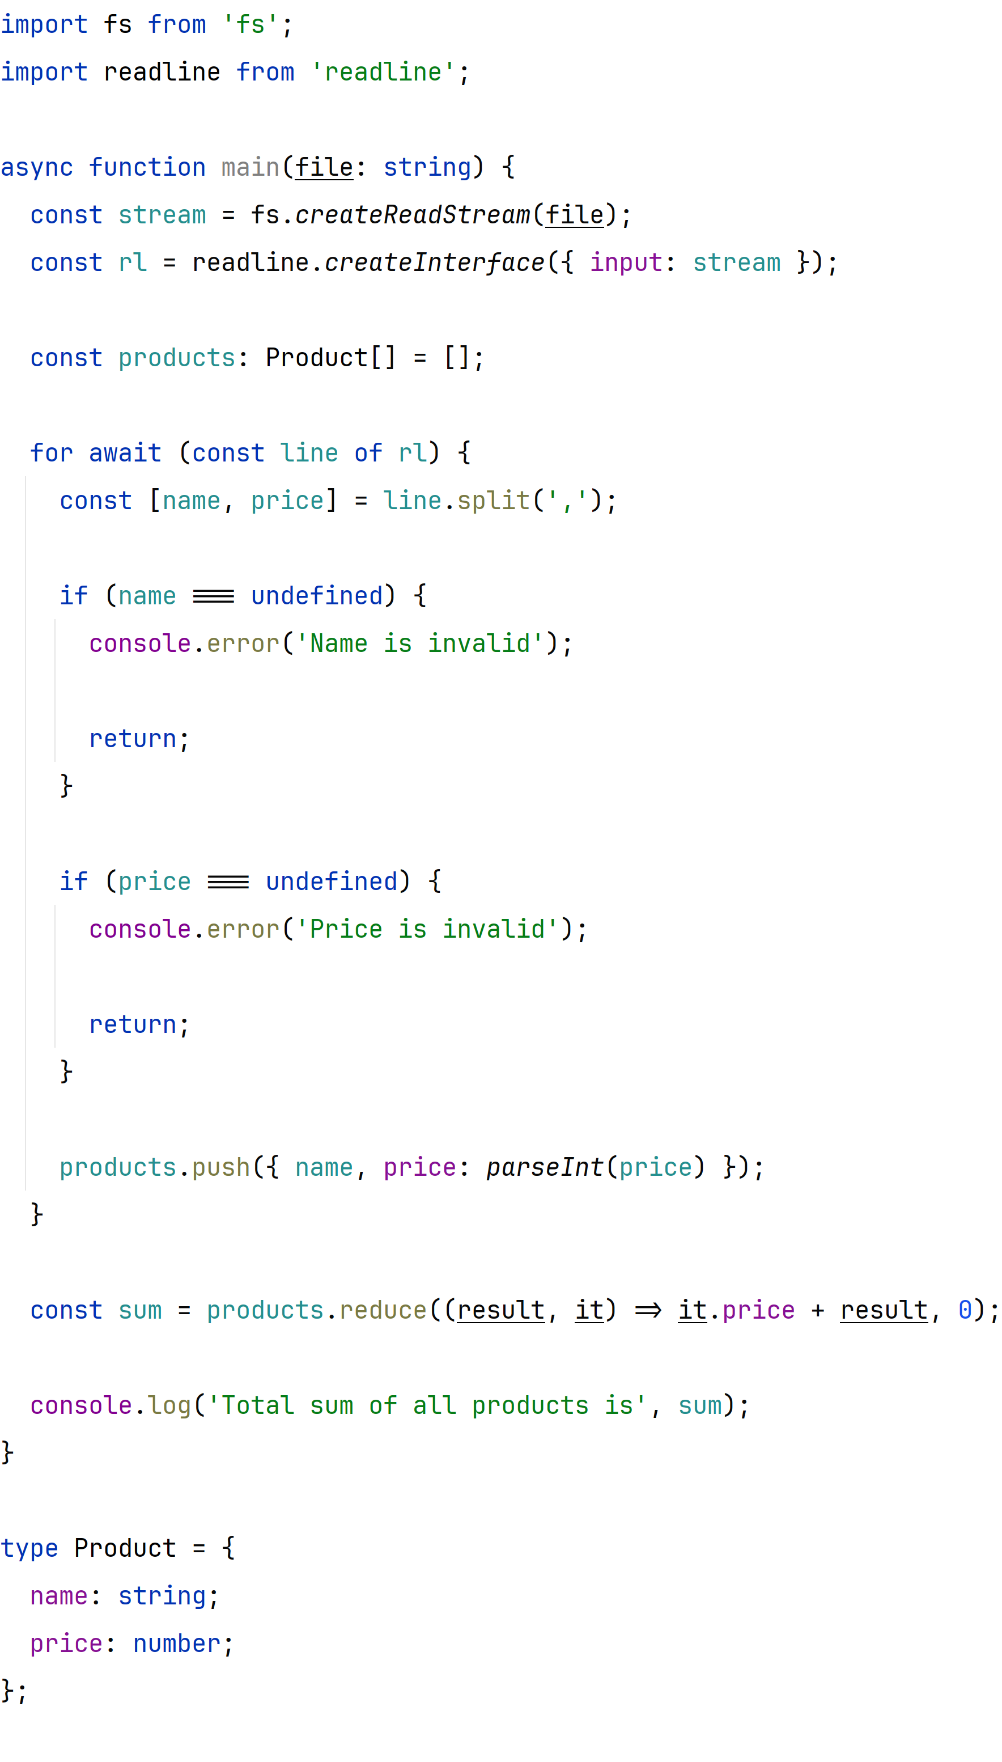 import fs from 'fs';
import readline from 'readline';
async function main(file: string) {
  const stream = fs.createReadStream(file);
  const rl = readline.createInterface({ input: stream });
  const products: Product[] = [];
  for await (const line of rl) {
    const [name, price] = line.split(',');
    if (name === undefined) {
      console.error('Name is invalid');
      return;
    }
    if (price === undefined) {
      console.error('Price is invalid');
      return;
    }
    products.push({ name, price: parseInt(price) });
  }
  const sum = products.reduce((result, it) => it.price + result, 0);
  console.log('Total sum of all products is', sum);
}
type Product = {
  name: string;
  price: number;
};